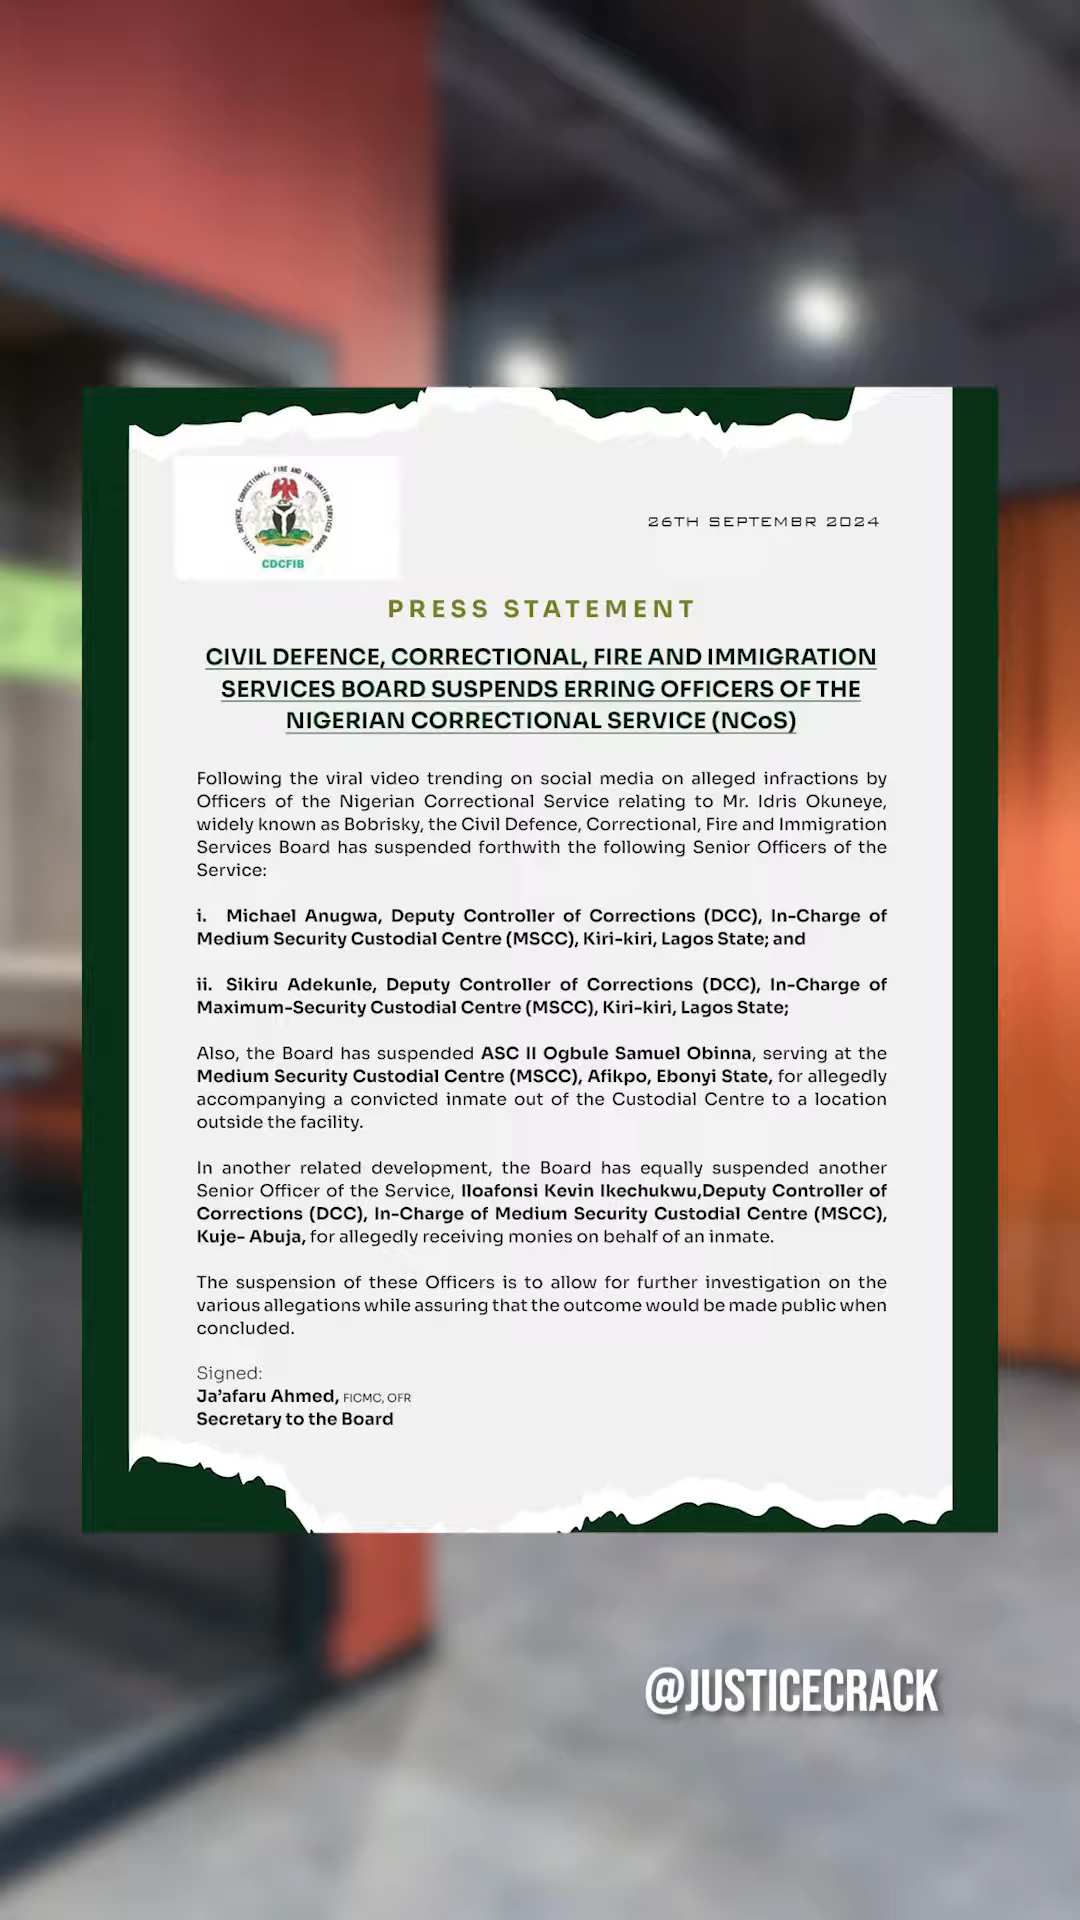 CIVIL DEFENCE, CORRECTIONAL, FIRE AND IMMIGRATION SERVICES BOARD
CDCFIB
26TH SEPTEMBR 2024
PRESS STATEMENT
CIVIL DEFENCE, CORRECTIONAL, FIRE AND IMMIGRATION
SERVICES BOARD SUSPENDS ERRING OFFICERS OF THE
NIGERIAN CORRECTIONAL SERVICE (NCoS)
Following the viral video trending on social media on alleged infractions by
Officers of the Nigerian Correctional Service relating to Mr. Idris Okuneye,
widely known as Bobrisky, the Civil Defence, Correctional, Fire and Immigration
Services Board has suspended forthwith the following Senior Officers of the
Service:
i. Michael Anugwa, Deputy Controller of Corrections (DCC), In-Charge of
Medium Security Custodial Centre (MSCC), Kiri-kiri, Lagos State; and
ii. Sikiru Adekunle, Deputy Controller of Corrections (DCC), In-Charge of
Maximum-Security Custodial Centre (MSCC), Kiri-kiri, Lagos State;
Also, the Board has suspended ASC II Ogbule Samuel Obinna, serving at the
Medium Security Custodial Centre (MSCC), Afikpo, Ebonyi State, for allegedly
accompanying a convicted inmate out of the Custodial Centre to a location
outside the facility.
In another related development, the Board has equally suspended another
Senior Officer of the Service, Iloafonsi Kevin Ikechukwu,Deputy Controller of
Corrections (DCC), In-Charge of Medium Security Custodial Centre (MSCC),
Kuje- Abuja, for allegedly receiving monies on behalf of an inmate.
The suspension of these Officers is to allow for further investigation on the
various allegations while assuring that the outcome would be made public when
concluded.
Signed:
Ja'afaru Ahmed, FICMC, OFR
Secretary to the Board
@JUSTICECRACK